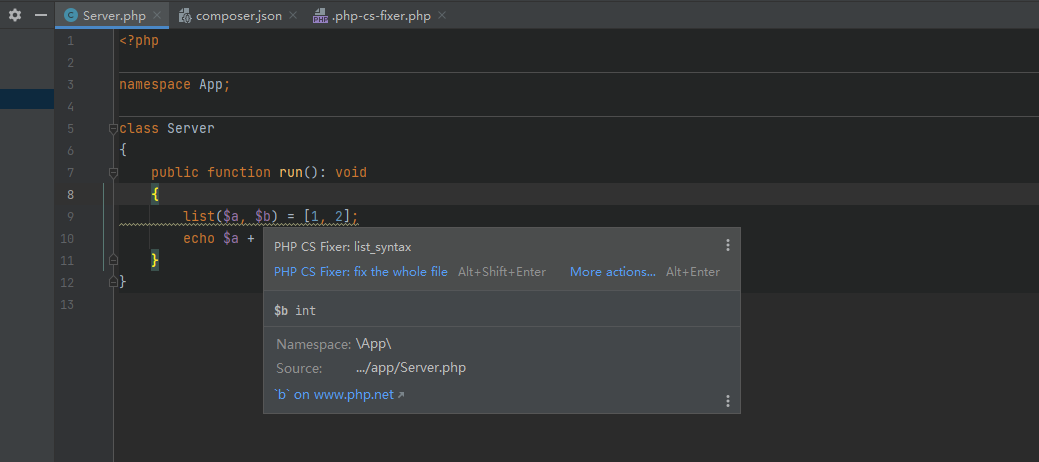 Server.php composer.json .php-cs-fixer.php
1 <?php
2
3 namespace App;
4
5 class Server
6 {
7 public function run(): void
8 {
9 list($a, $b) = [1, 2];
10 echo $a +
11 }
12 }
13
PHP CS Fixer: list_syntax
PHP CS Fixer: fix the whole file Alt+Shift+Enter More actions... Alt+Enter
$b int
Namespace: \App\
Source: .../app/Server.php
`b` on www.php.net↗